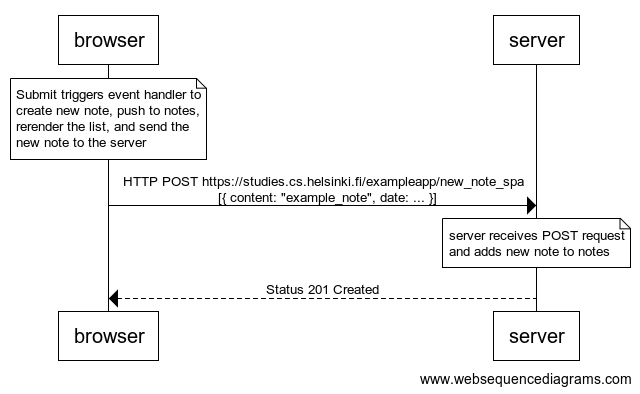 browser
server
Submit triggers event handler to
create new note, push to notes,
rerender the list, and send the
new note to the server
HTTP POST https://studies.cs.helsinki.fi/exampleapp/new_note_spa
[{ content: "example_note", date: ... }]
server receives POST request
and adds new note to notes
Status 201 Created
browser
server
www.websequencediagrams.com